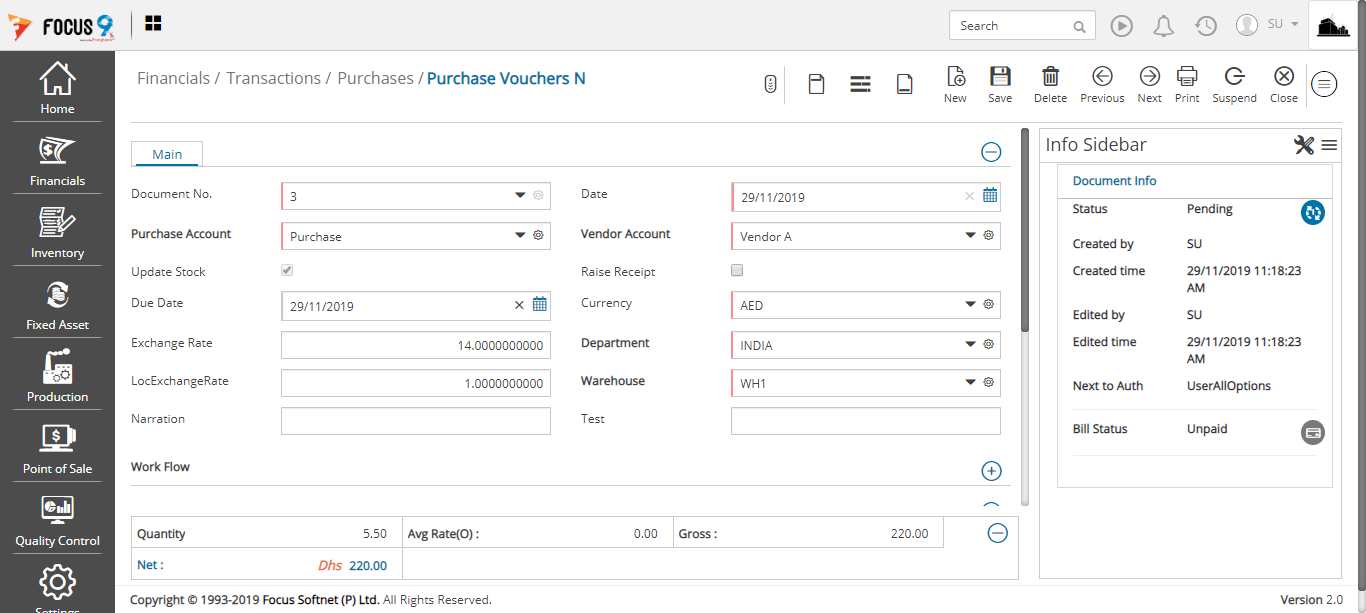 FOCUS 9
Search
SU
Home
Financials
Inventory
Fixed Asset
Production
Point of Sale
Quality Control
Settings
Financials / Transactions / Purchases / Purchase Vouchers N
New Save Delete Previous Next Print Suspend Close
Main
Document No. 3 Date 29/11/2019
Purchase Account Purchase Vendor Account Vendor A
Update Stock Raise Receipt
Due Date 29/11/2019 Currency AED
Exchange Rate 14.0000000000 Department INDIA
LocExchangeRate 1.0000000000 Warehouse WH1
Narration Test
Work Flow
Quantity 5.50 Avg Rate(O) : 0.00 Gross : 220.00
Net : Dhs 220.00
Info Sidebar
Document Info
Status Pending
Created by SU
Created time 29/11/2019 11:18:23
AM
Edited by SU
Edited time 29/11/2019 11:18:23
AM
Next to Auth UserAllOptions
Bill Status Unpaid
Copyright © 1993-2019 Focus Softnet (P) Ltd. All Rights Reserved. Version 2.0